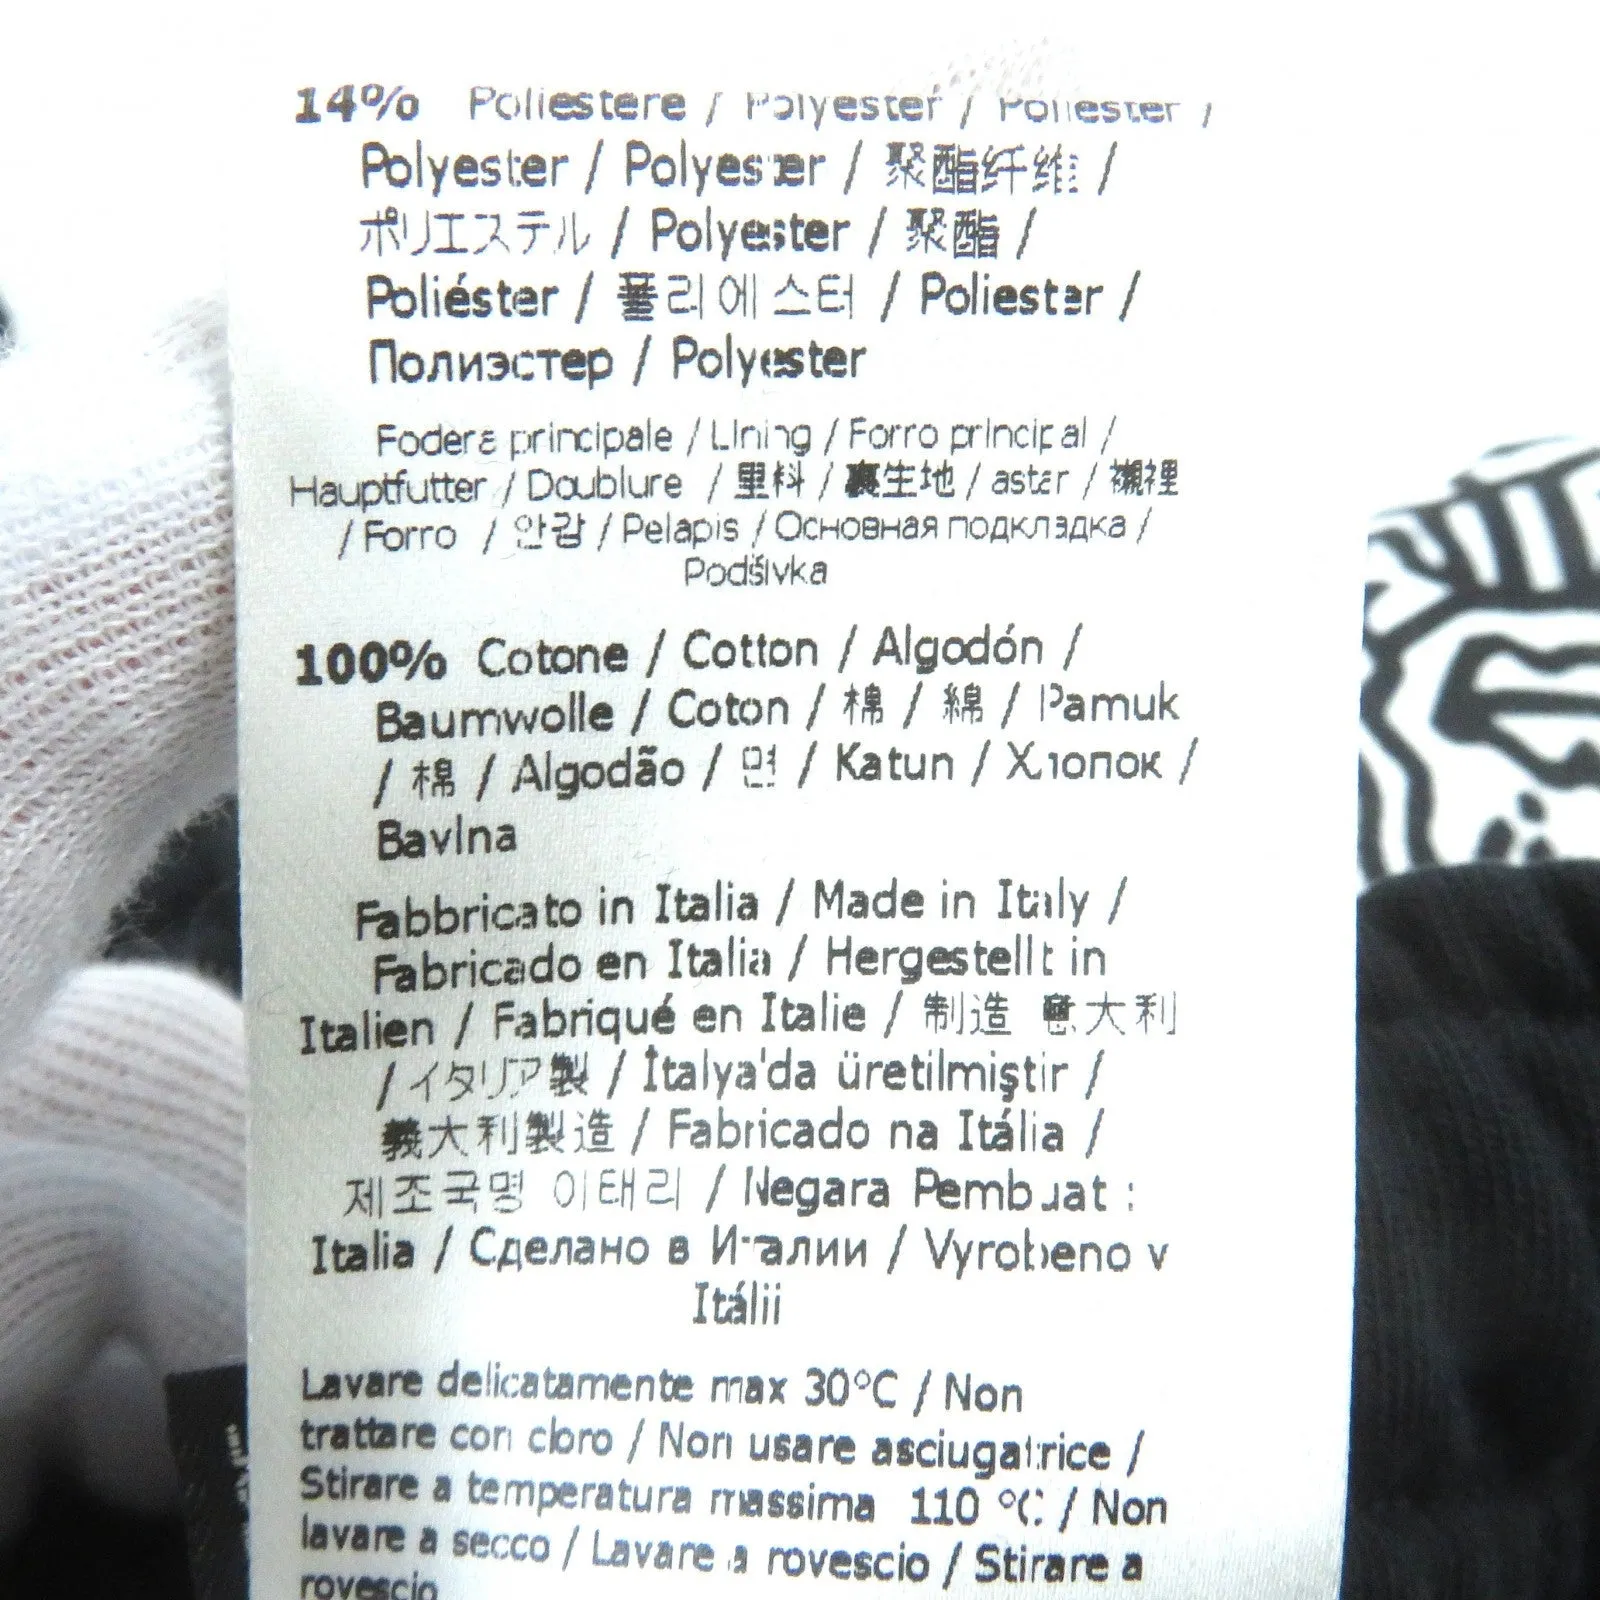 14% Poliestere / Polyester / Poliester /
Polyester / Polyester / 聚酯纤维 /
ポリエステル / Polyester / 聚酯 /
Poliéster / 폴리에스터 / Poliester /
Полиэстер / Polyester
Fodera principale / Lining / Forro principal /
Hauptfutter / Doublure / 里料 / 裏生地 / astar / 襯裡
/ Forro / 안감 / Pelapis / Основная подкладка /
Podšívka
100% Cotone / Cotton / Algodón /
Baumwolle / Coton / 棉 / 綿 / Pamuk
/ 棉 / Algodão / 면 / Katun / Хлопок /
Bavlna
Fabbricato in Italia / Made in Italy /
Fabricado en Italia / Hergestellt in
Italien / Fabriqué en Italie / 制造 意大利
/ イタリア製 / İtalya'da üretilmiştir /
義大利製造 / Fabricado na Itália /
제조국명 이태리 / Negara Pembuat :
Italia / Сделано в Италии / Vyrobeno v
Itálii
Lavare delicatamente max 30°C / Non
trattare con cloro / Non usare asciugatrice /
Stirare a temperatura massima 110 °C / Non
lavare a secco / Lavare a rovescio / Stirare a
rovescio